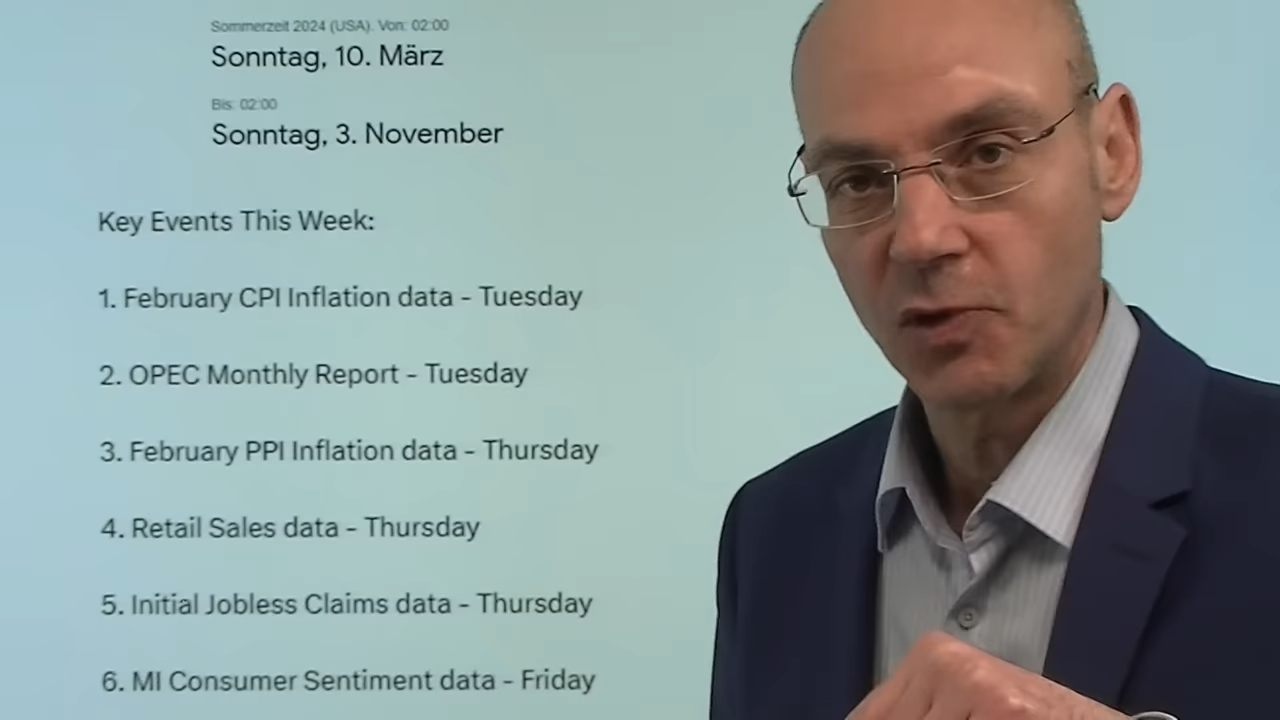 Sommerzeit 2024 (USA). Von: 02:00
Sonntag, 10. März
Bis: 02:00
Sonntag, 3. November
Key Events This Week:
1. February CPI Inflation data - Tuesday
2. OPEC Monthly Report - Tuesday
3. February PPI Inflation data - Thursday
4. Retail Sales data - Thursday
5. Initial Jobless Claims data - Thursday
6. MI Consumer Sentiment data - Friday